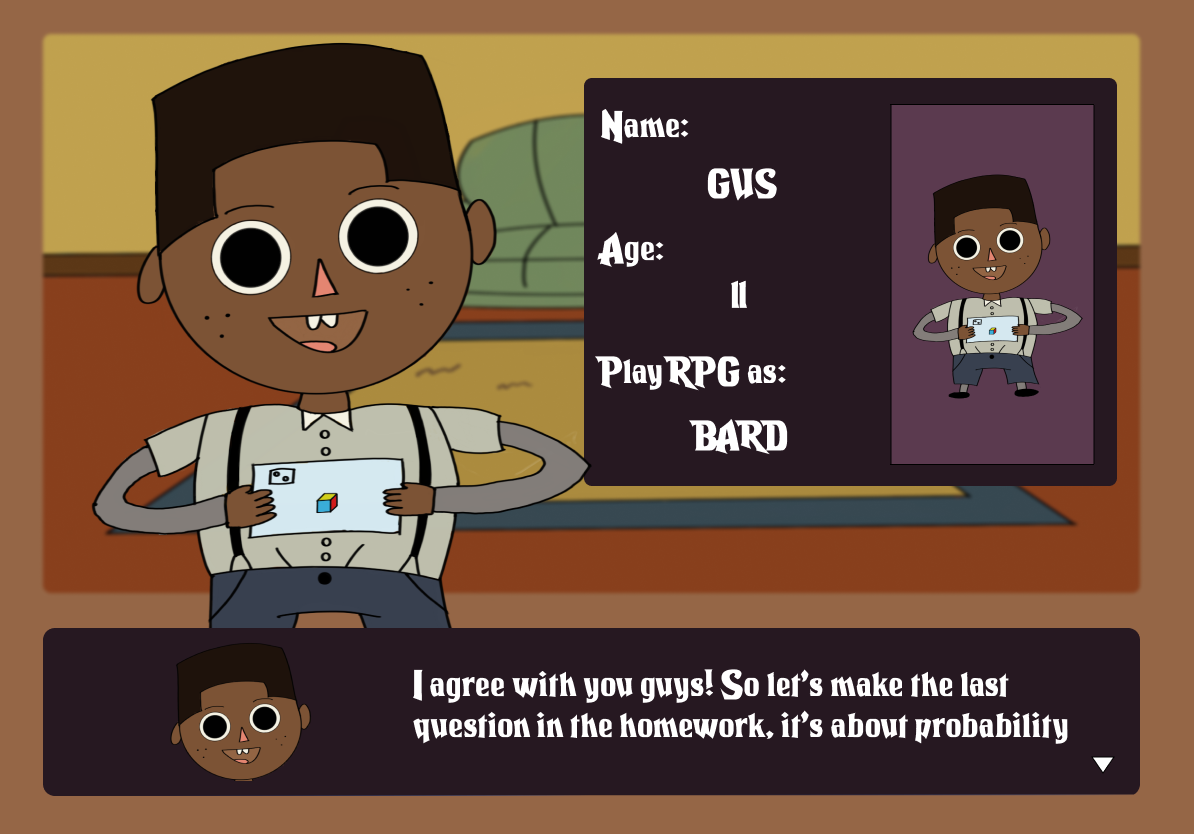 Name:
GUS
Age:
11
Play RPG as:
BARD
I agree with you guys! So let's make the last
question in the homework, it's about probability